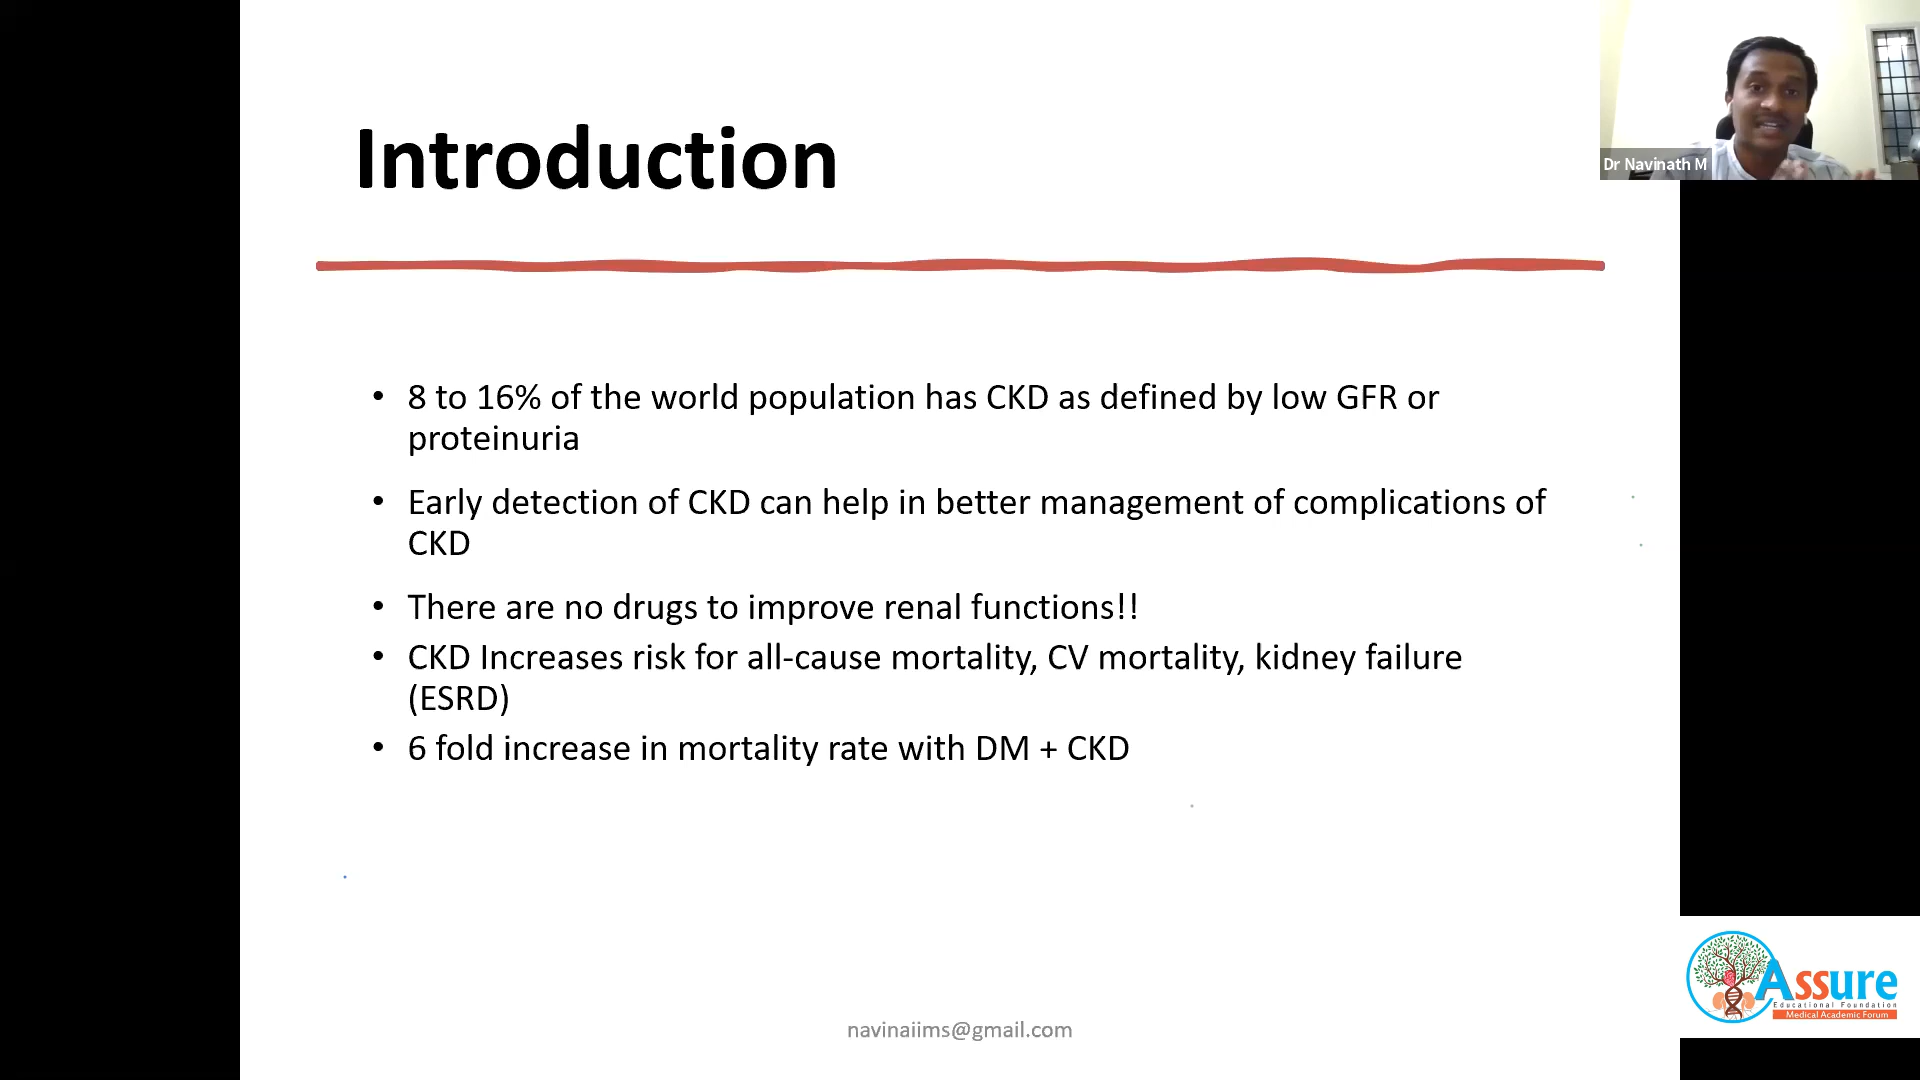 Introduction
Dr Navinath M
• 8 to 16% of the world population has CKD as defined by low GFR or
proteinuria
• Early detection of CKD can help in better management of complications of
CKD
• There are no drugs to improve renal functions!!
• CKD Increases risk for all-cause mortality, CV mortality, kidney failure
(ESRD)
• 6 fold increase in mortality rate with DM + CKD
Assure
Educational Foundation
Medical Academic Forum
navinaiims@gmail.com